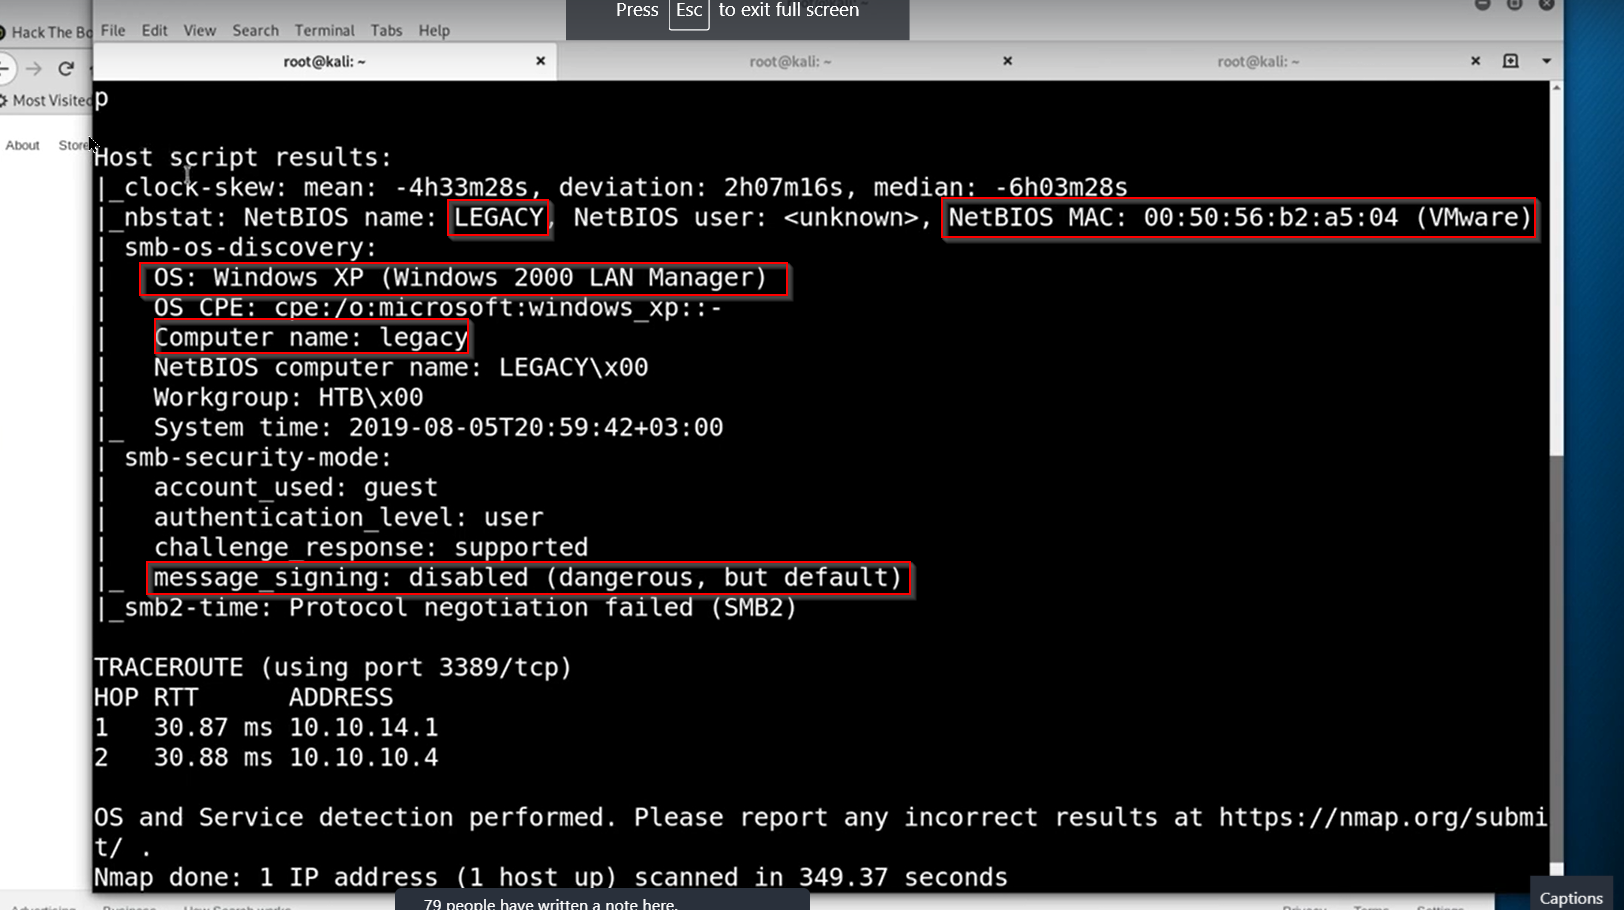 Press Esc to exit full screen
Hack The Bo
File Edit View Search Terminal Tabs Help
root@kali: ~ × root@kali: ~ × root@kali: ~ ×
Most Visited
About Store
p
Host script results:
|_clock-skew: mean: -4h33m28s, deviation: 2h07m16s, median: -6h03m28s
|_nbstat: NetBIOS name: LEGACY, NetBIOS user: <unknown>, NetBIOS MAC: 00:50:56:b2:a5:04 (VMware)
| smb-os-discovery:
|   OS: Windows XP (Windows 2000 LAN Manager)
|   OS CPE: cpe:/o:microsoft:windows_xp::-
|   Computer name: legacy
|   NetBIOS computer name: LEGACY\x00
|   Workgroup: HTB\x00
|_  System time: 2019-08-05T20:59:42+03:00
| smb-security-mode:
|   account_used: guest
|   authentication_level: user
|   challenge_response: supported
|_  message_signing: disabled (dangerous, but default)
|_smb2-time: Protocol negotiation failed (SMB2)
TRACEROUTE (using port 3389/tcp)
HOP RTT      ADDRESS
1   30.87 ms 10.10.14.1
2   30.88 ms 10.10.10.4
OS and Service detection performed. Please report any incorrect results at https://nmap.org/submi
t/ .
Nmap done: 1 IP address (1 host up) scanned in 349.37 seconds
79 people have written a note here.
Captions